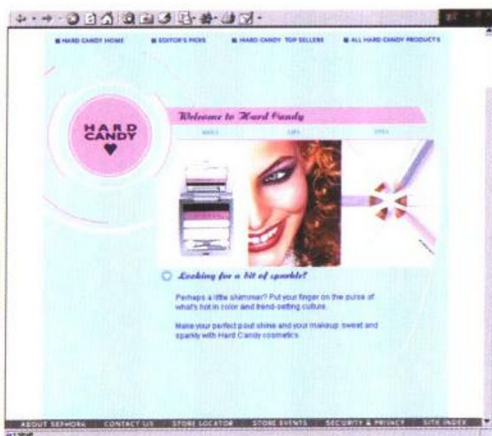 HARD CANDY HOME EDITOR'S PICKS HARD CANDY TOP SELLERS ALL HARD CANDY PRODUCTS
HARD
CANDY
Welcome to Hard Candy
NAILS LIPS EYES
Looking for a bit of sparkle?
Perhaps a little shimmer? Put your finger on the pulse of
what's hot in color and trend-setting culture.
Make your perfect pout shine and your makeup sweet and
sparkly with Hard Candy cosmetics.
ABOUT SEPHORA CONTACT US STORE LOCATOR STORE EVENTS SECURITY & PRIVACY SITE INDEX